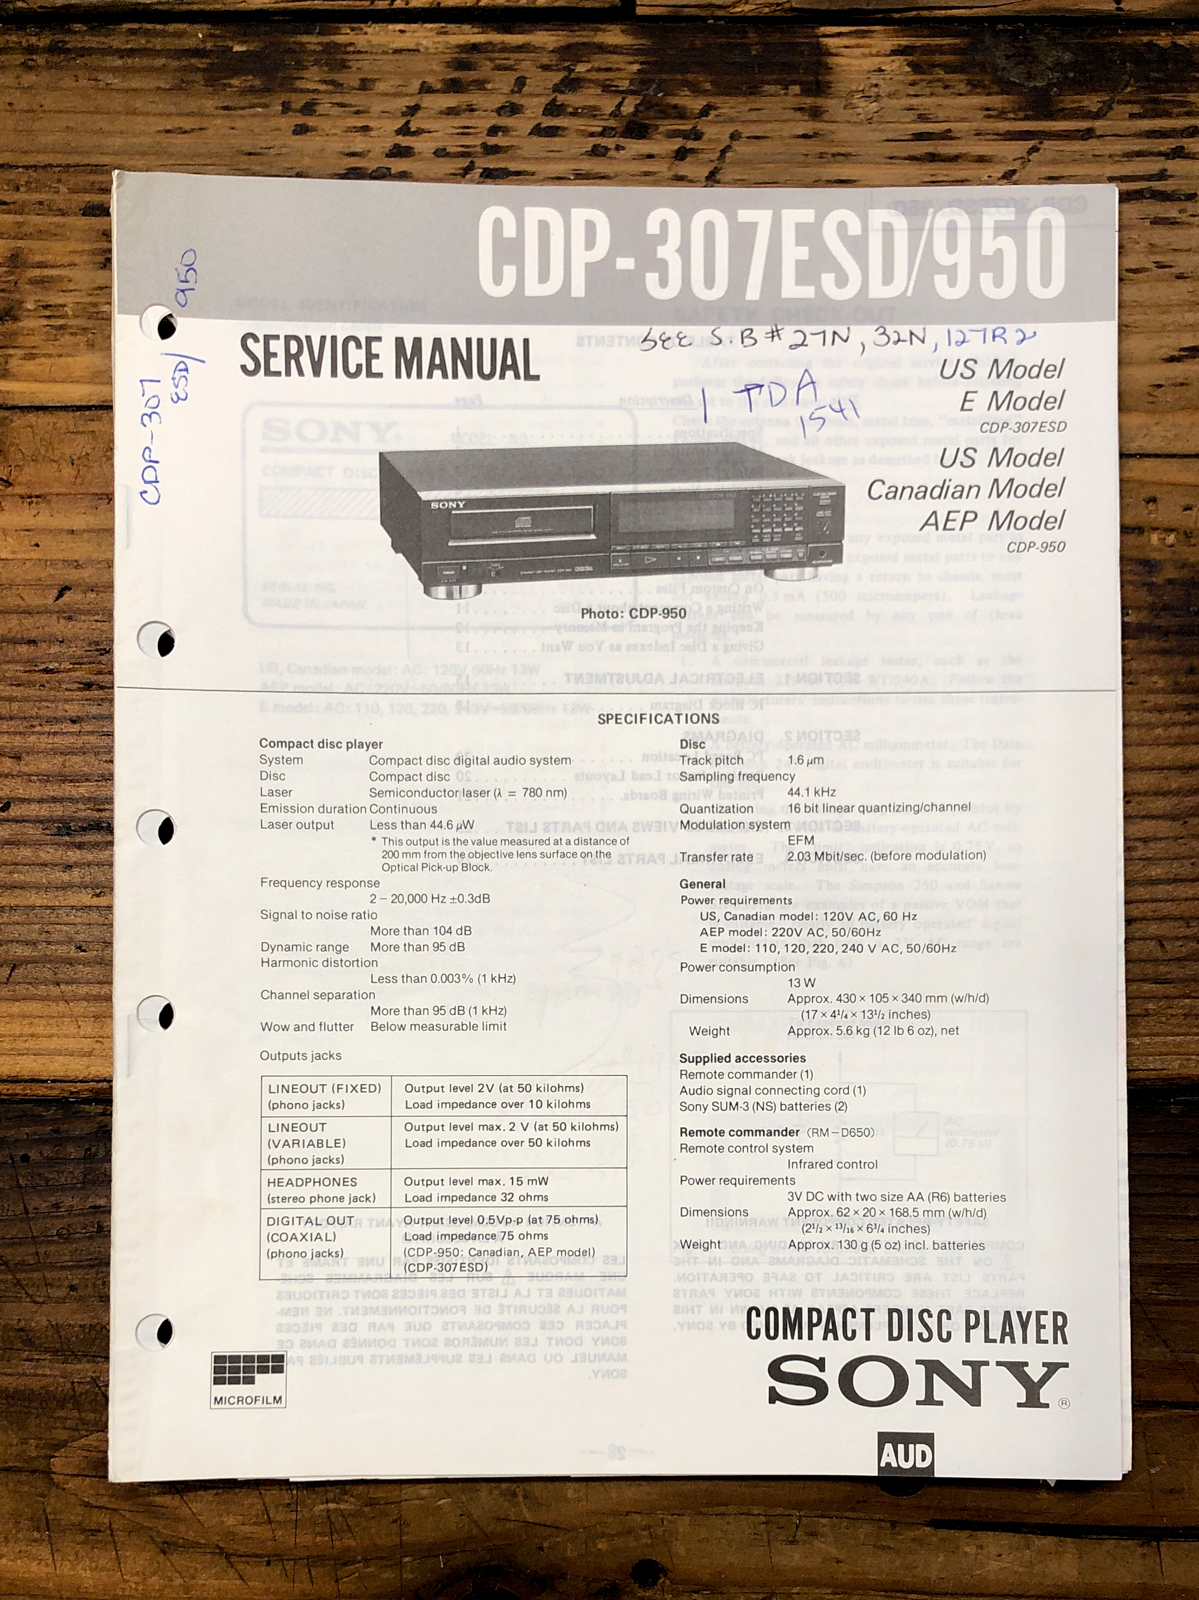 CDP-307ESD/950
CDP-307
ESD/
950
SEE S.B # 27N, 32N, 127R2
SERVICE MANUAL
1 TDA
1541
US Model
E Model
CDP-307ESD
US Model
Canadian Model
AEP Model
CDP-950
SONY
Photo: CDP-950
SPECIFICATIONS
Compact disc player
System Compact disc digital audio system
Disc Compact disc
Laser Semiconductor laser (λ = 780 nm)
Emission duration Continuous
Laser output Less than 44.6 µW
* This output is the value measured at a distance of
200 mm from the objective lens surface on the
Optical Pick-up Block.
Frequency response
2 – 20,000 Hz ±0.3dB
Signal to noise ratio
More than 104 dB
Dynamic range More than 95 dB
Harmonic distortion
Less than 0.003% (1 kHz)
Channel separation
More than 95 dB (1 kHz)
Wow and flutter Below measurable limit
Outputs jacks
LINEOUT (FIXED) Output level 2V (at 50 kilohms)
(phono jacks) Load impedance over 10 kilohms
LINEOUT Output level max. 2 V (at 50 kilohms)
(VARIABLE) Load impedance over 50 kilohms
(phono jacks)
HEADPHONES Output level max. 15 mW
(stereo phone jack) Load impedance 32 ohms
DIGITAL OUT Output level 0.5Vp-p (at 75 ohms)
(COAXIAL) Load impedance 75 ohms
(phono jacks) (CDP-950: Canadian, AEP model)
(CDP-307ESD)
Disc
Track pitch 1.6 µm
Sampling frequency
44.1 kHz
Quantization 16 bit linear quantizing/channel
Modulation system
EFM
Transfer rate 2.03 Mbit/sec. (before modulation)
General
Power requirements
US, Canadian model: 120V AC, 60 Hz
AEP model: 220V AC, 50/60Hz
E model: 110, 120, 220, 240 V AC, 50/60Hz
Power consumption
13 W
Dimensions Approx. 430 × 105 × 340 mm (w/h/d)
(17 × 4¹/₄ × 13¹/₂ inches)
Weight Approx. 5.6 kg (12 lb 6 oz), net
Supplied accessories
Remote commander (1)
Audio signal connecting cord (1)
Sony SUM-3 (NS) batteries (2)
Remote commander (RM–D650)
Remote control system
Infrared control
Power requirements
3V DC with two size AA (R6) batteries
Dimensions Approx. 62 × 20 × 168.5 mm (w/h/d)
(2¹/₂ × ¹³/₁₆ × 6³/₄ inches)
Weight Approx. 130 g (5 oz) incl. batteries
MICROFILM
COMPACT DISC PLAYER
SONY®
AUD